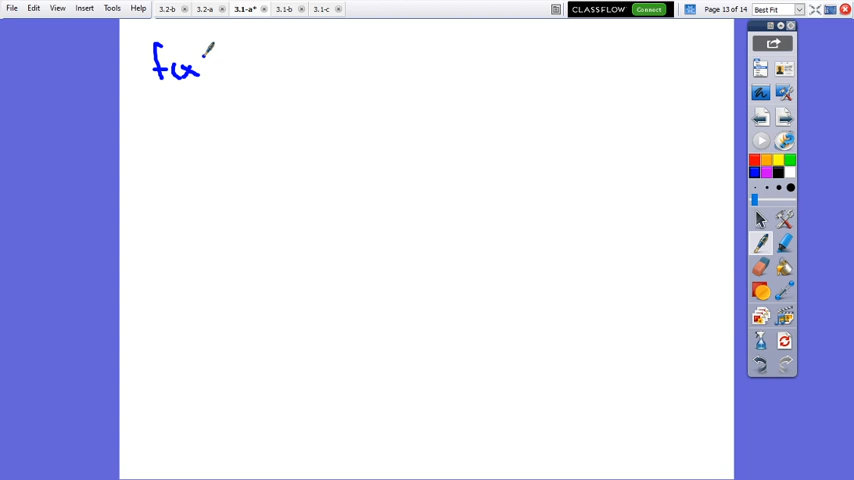 File Edit View Insert Tools Help 3.2-b 3.2-a 3.1-a* 3.1-b 3.1-c CLASSFLOW Connect Page 13 of 14 Best Fit
f(x